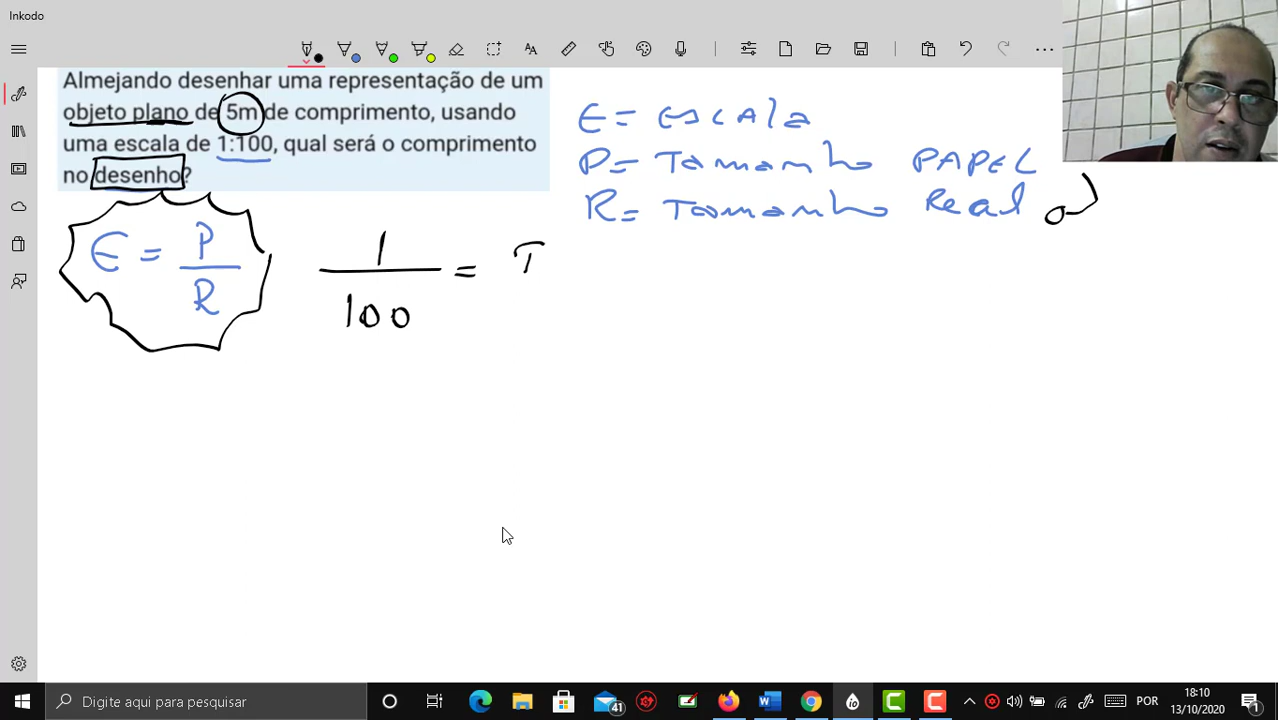 Inkodo
Almejando desenhar uma representação de um
objeto plano de 5m de comprimento, usando
uma escala de 1:100, qual será o comprimento
no desenho?
E = Escala
P = Tamanho PAPEL
R = Tamanho Real
E = P
R
1
100
=
T
41
Digite aqui para pesquisar
POR
18:10
13/10/2020
1